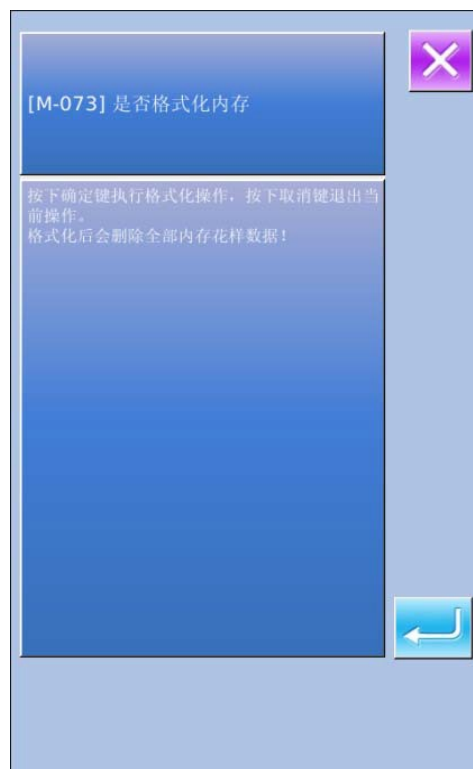 [M-073] 是否格式化内存
按下确定键执行格式化操作，按下取消键退出当
前操作。
格式化后会删除全部内存花样数据！